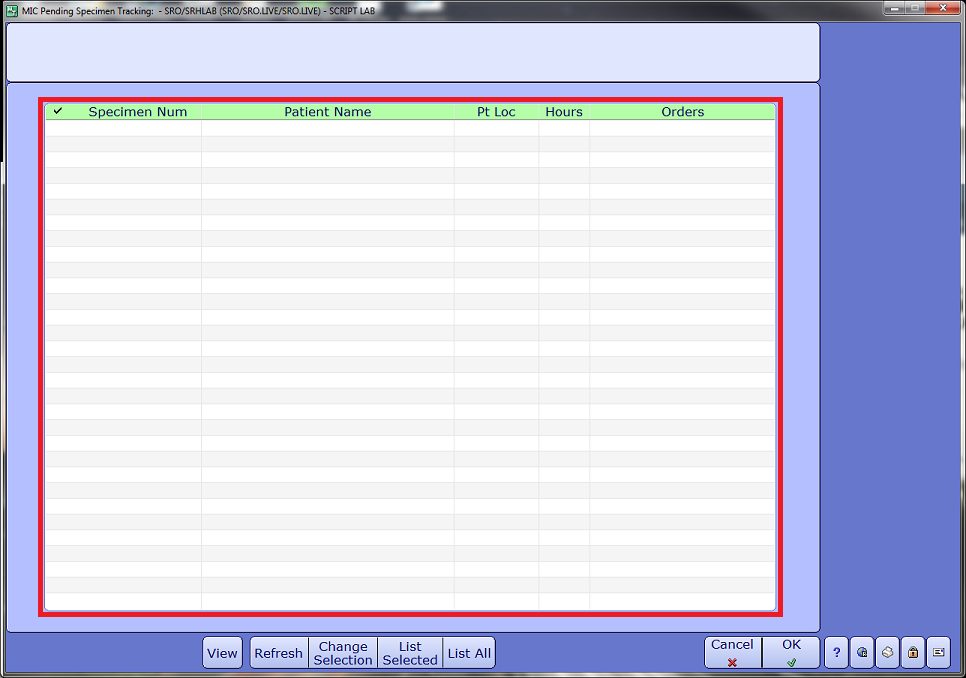 MIC Pending Specimen Tracking: - SRO/SRHLAB (SRO/SRO.LIVE/SRO.LIVE) - SCRIPT LAB
✓ Specimen Num Patient Name Pt Loc Hours Orders
View Refresh Change Selection List Selected List All Cancel OK ?